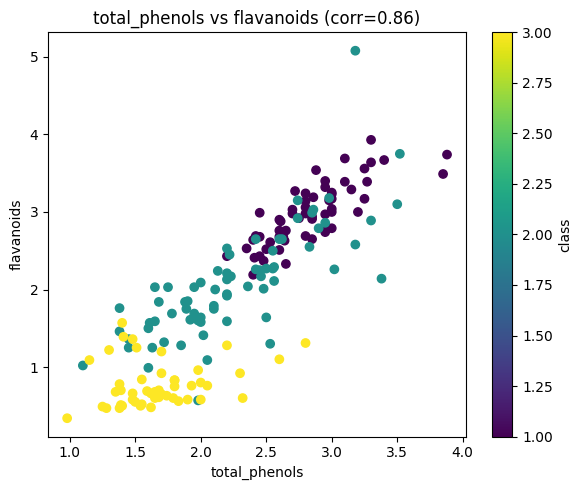 total_phenols vs flavanoids (corr=0.86)
flavanoids
5
4
3
2
1
1.0 1.5 2.0 2.5 3.0 3.5 4.0
total_phenols
3.00
2.75
2.50
2.25
2.00
1.75
1.50
1.25
1.00
class